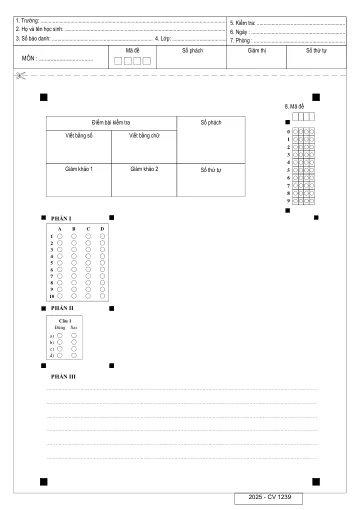 1. Trường: ............................................................
2. Họ và tên học sinh: ............................................................
3. Số báo danh: ............................................................ 4. Lớp: ..............................
5. Kiểm tra: ..............................
6. Ngày : ..............................
7. Phòng : ..............................
MÔN : ..............................
Mã đề
Số phách
Giám thị
Số thứ tự
8. Mã đề
0
1
2
3
4
5
6
7
8
9
Điểm bài kiểm tra
Số phách
Viết bằng số
Viết bằng chữ
Giám khảo 1
Giám khảo 2
Số thứ tự
PHẦN I
A B C D
1
2
3
4
5
6
7
8
9
10
PHẦN II
Câu 1
Đúng Sai
a)
b)
c)
d)
PHẦN III
2025 - CV 1239